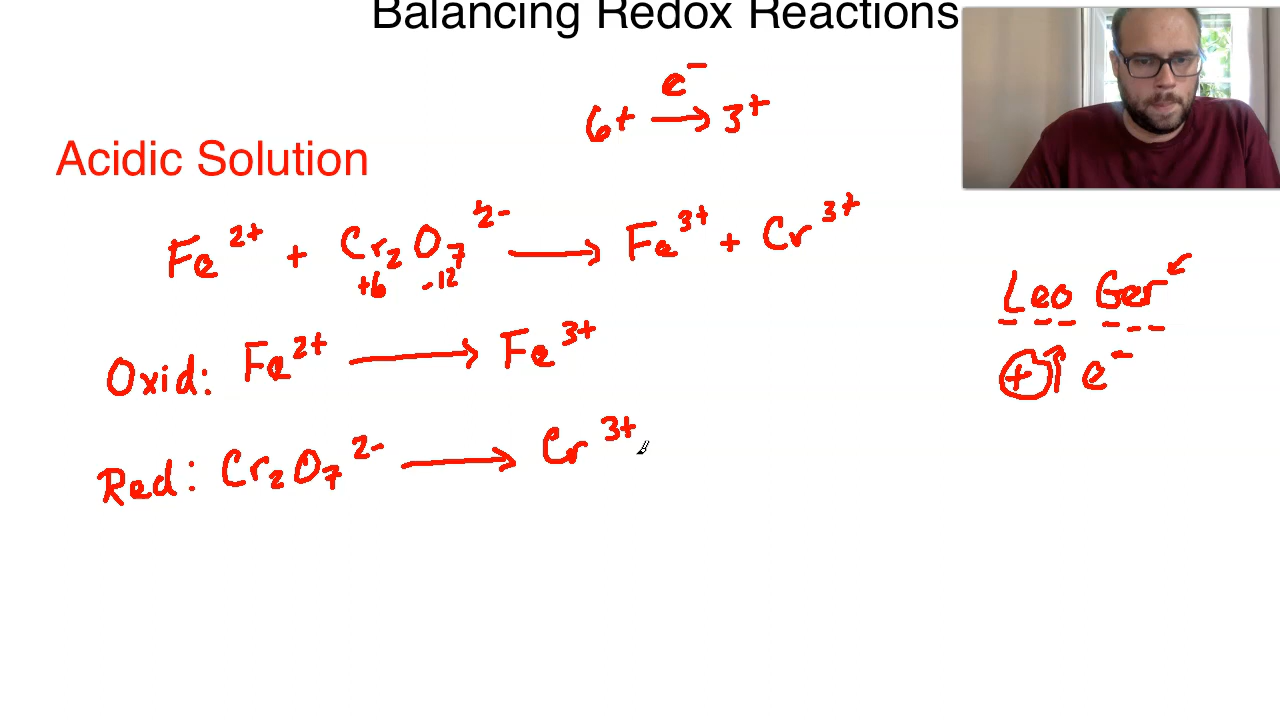 Balancing Redox Reactions
e⁻
6⁺ → 3⁺
Acidic Solution
Fe²⁺ + Cr₂O₇²⁻ → Fe³⁺ + Cr³⁺
+6 -12
Leo Ger
Oxid: Fe²⁺ → Fe³⁺
+ ↑ e⁻
Red: Cr₂O₇²⁻ → Cr³⁺